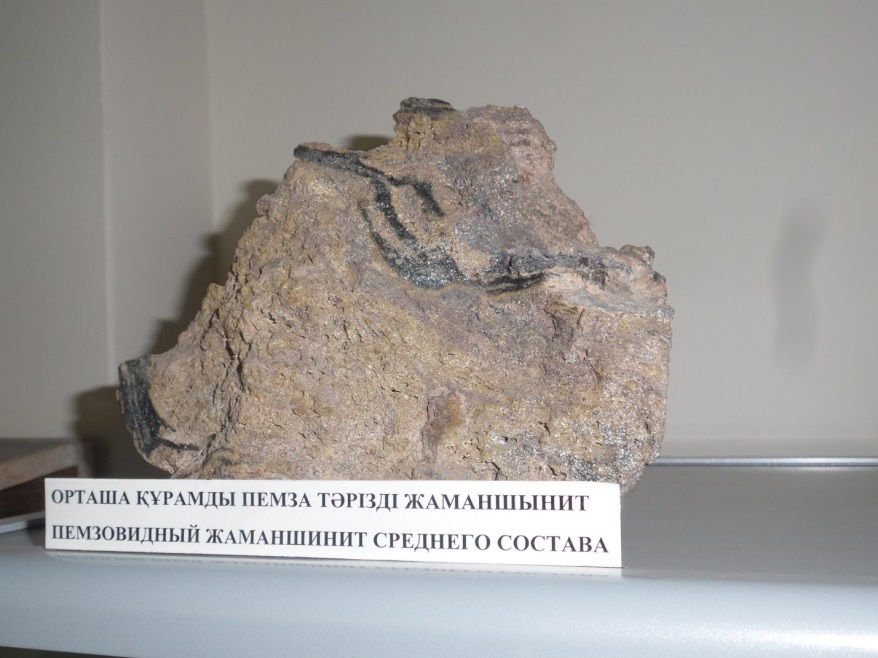 ОРТАША ҚҰРАМДЫ ПЕМЗА ТӘРІЗДІ ЖАМАНШЫНИТ
ПЕМЗОВИДНЫЙ ЖАМАНШИНИТ СРЕДНЕГО СОСТАВА